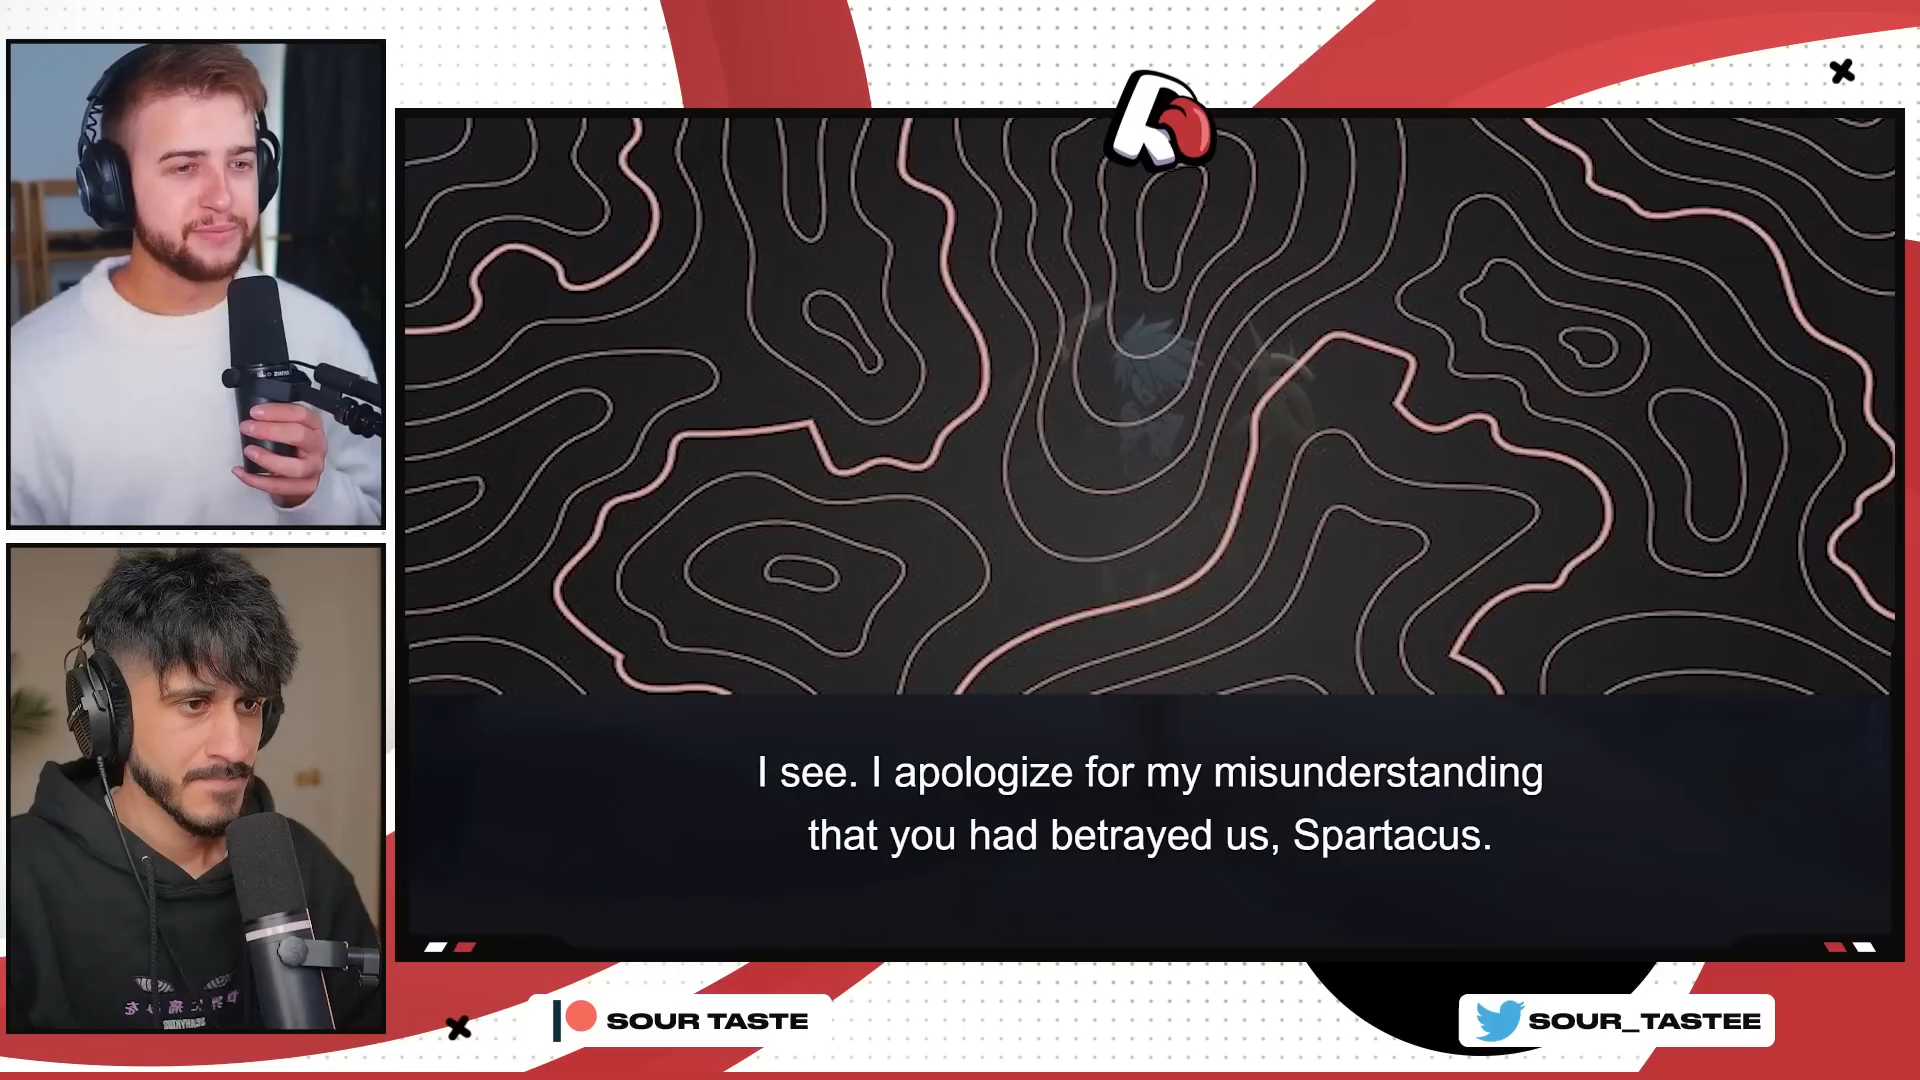 I see. I apologize for my misunderstanding
that you had betrayed us, Spartacus.
SOUR TASTE
SOUR_TASTEE